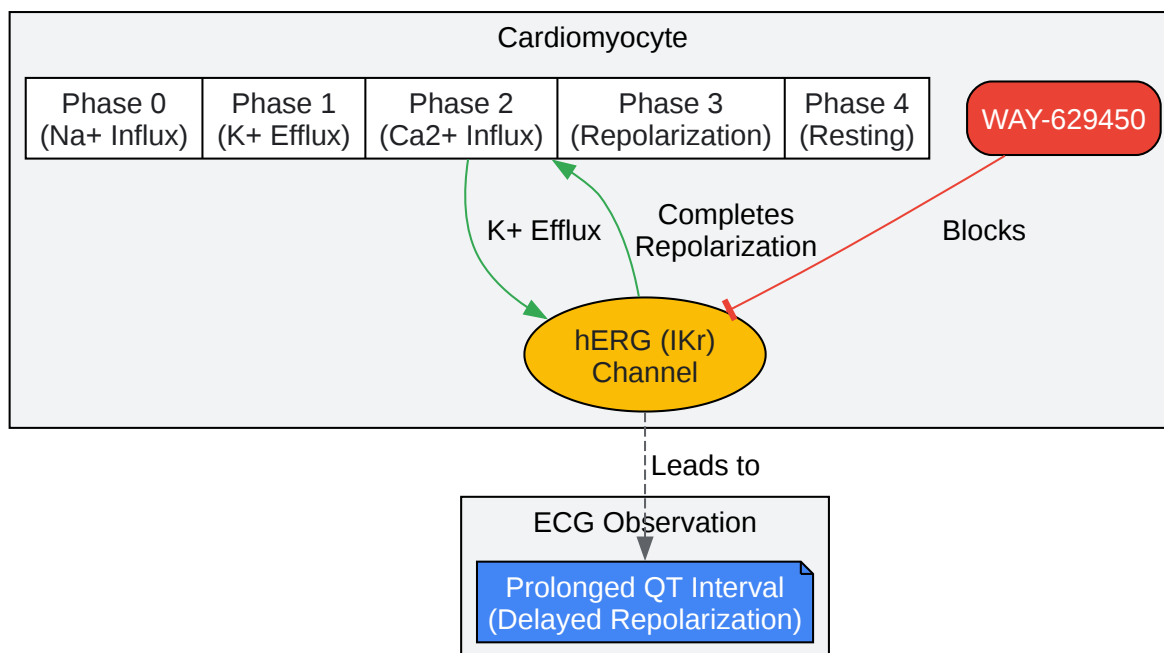 Cardiomyocyte
Phase 0
(Na+ Influx)
Phase 1
(K+ Efflux)
Phase 2
(Ca2+ Influx)
Phase 3
(Repolarization)
Phase 4
(Resting)
WAY-629450
K+ Efflux
Completes
Repolarization
Blocks
hERG (IKr)
Channel
Leads to
ECG Observation
Prolonged QT Interval
(Delayed Repolarization)